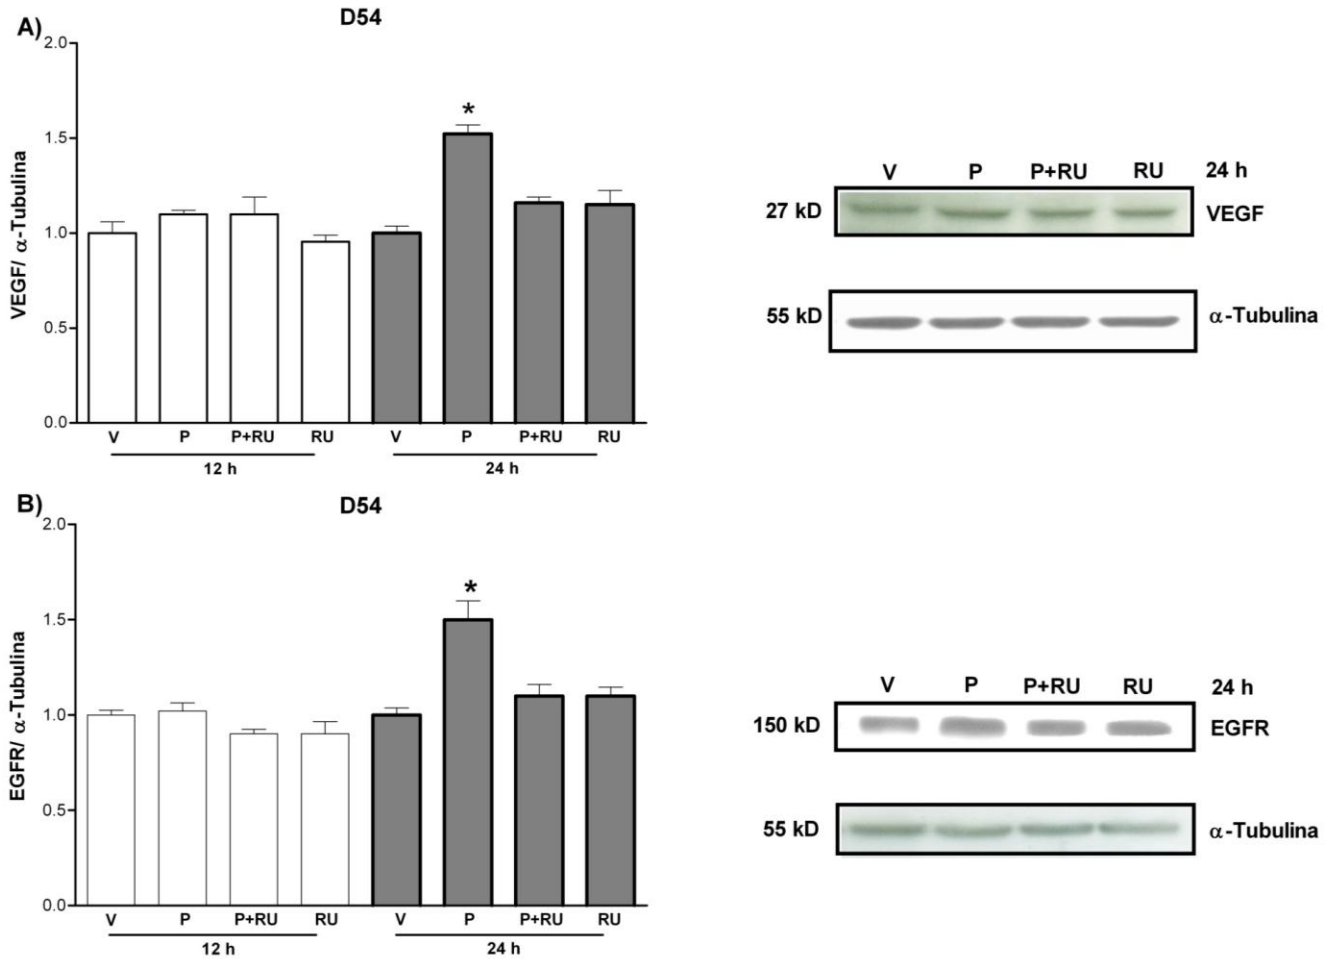 A)
D54
VEGF/ α-Tubulina
2.0
1.5
1.0
0.5
0.0
*
V P P+RU RU V P P+RU RU
12 h 24 h
V P P+RU RU 24 h
27 kD VEGF
55 kD α-Tubulina
B)
D54
EGFR/ α-Tubulina
2.0
1.5
1.0
0.5
0.0
*
V P P+RU RU V P P+RU RU
12 h 24 h
V P P+RU RU 24 h
150 kD EGFR
55 kD α-Tubulina